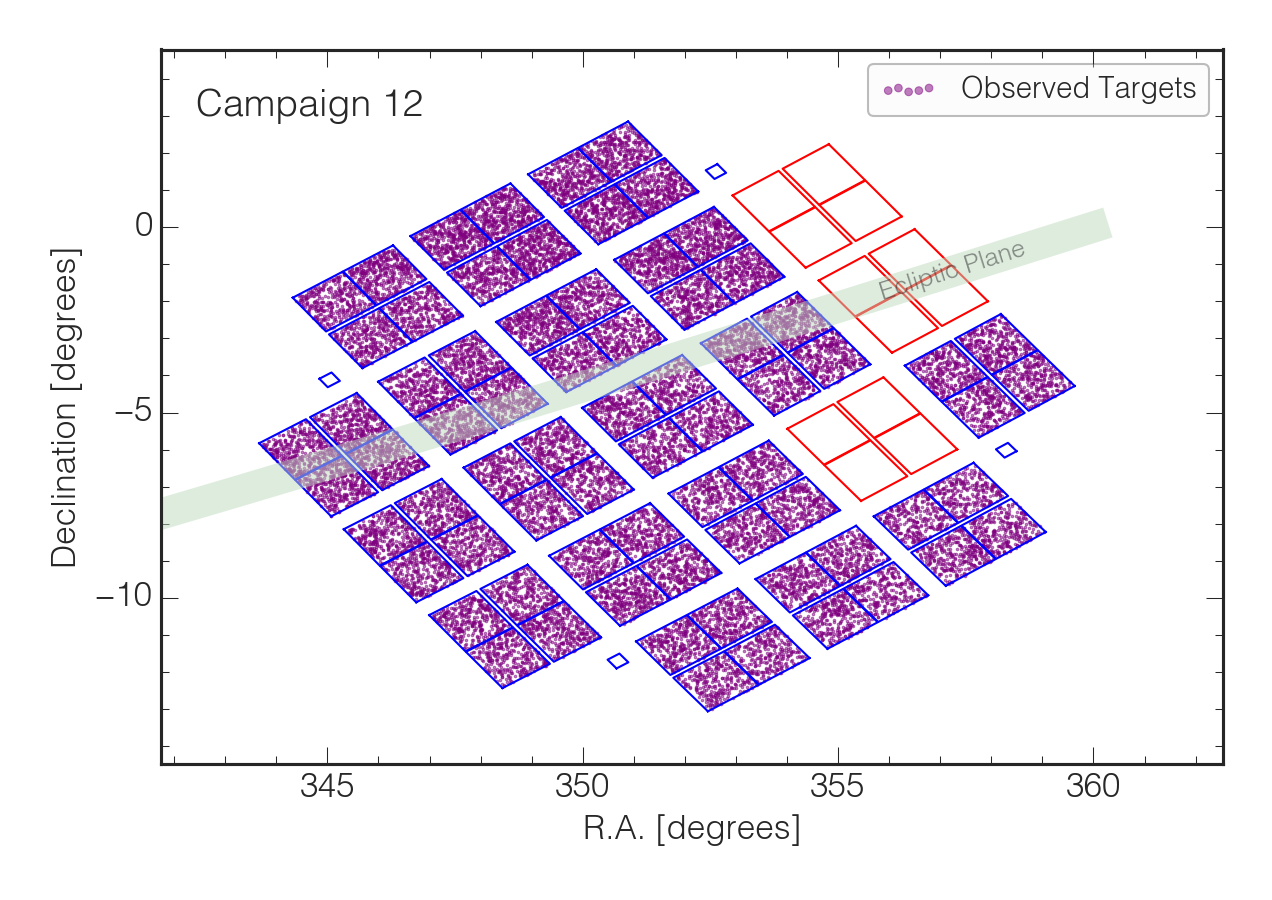 Campaign 12
Observed Targets
Ecliptic Plane
Declination [degrees]
0
−5
−10
345
350
355
360
R.A. [degrees]